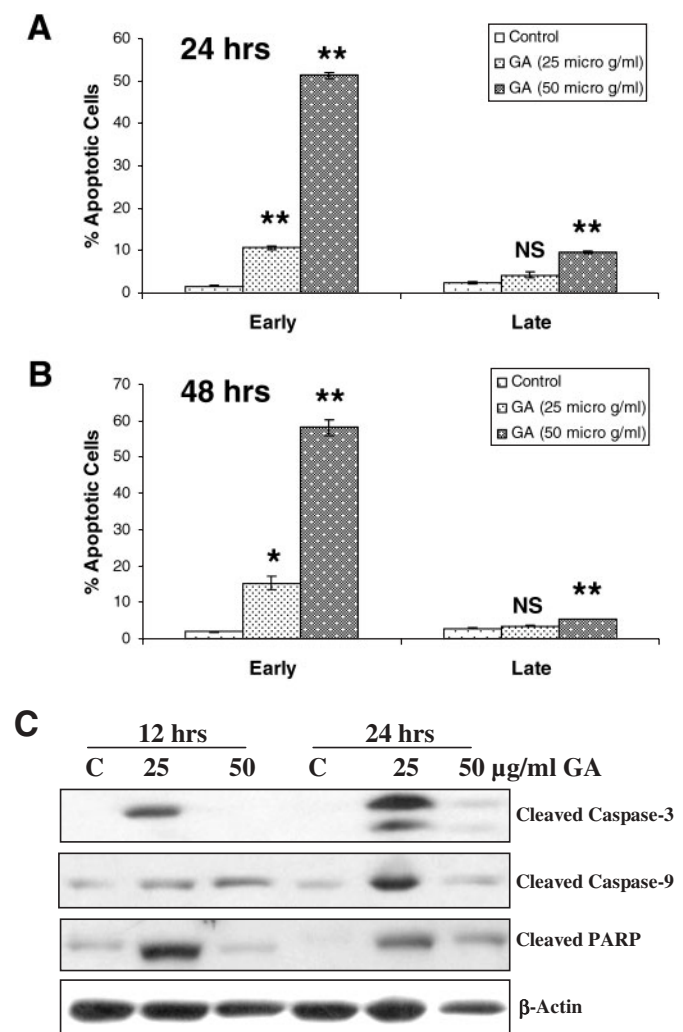 A
24 hrs
Control
GA (25 micro g/ml)
GA (50 micro g/ml)
% Apoptotic Cells
60
50
40
30
20
10
0
**
**
NS
**
Early
Late
B
48 hrs
Control
GA (25 micro g/ml)
GA (50 micro g/ml)
% Apoptotic Cells
70
60
50
40
30
20
10
0
*
**
NS
**
Early
Late
C
12 hrs 24 hrs
C 25 50 C 25 50 µg/ml GA
Cleaved Caspase-3
Cleaved Caspase-9
Cleaved PARP
β-Actin